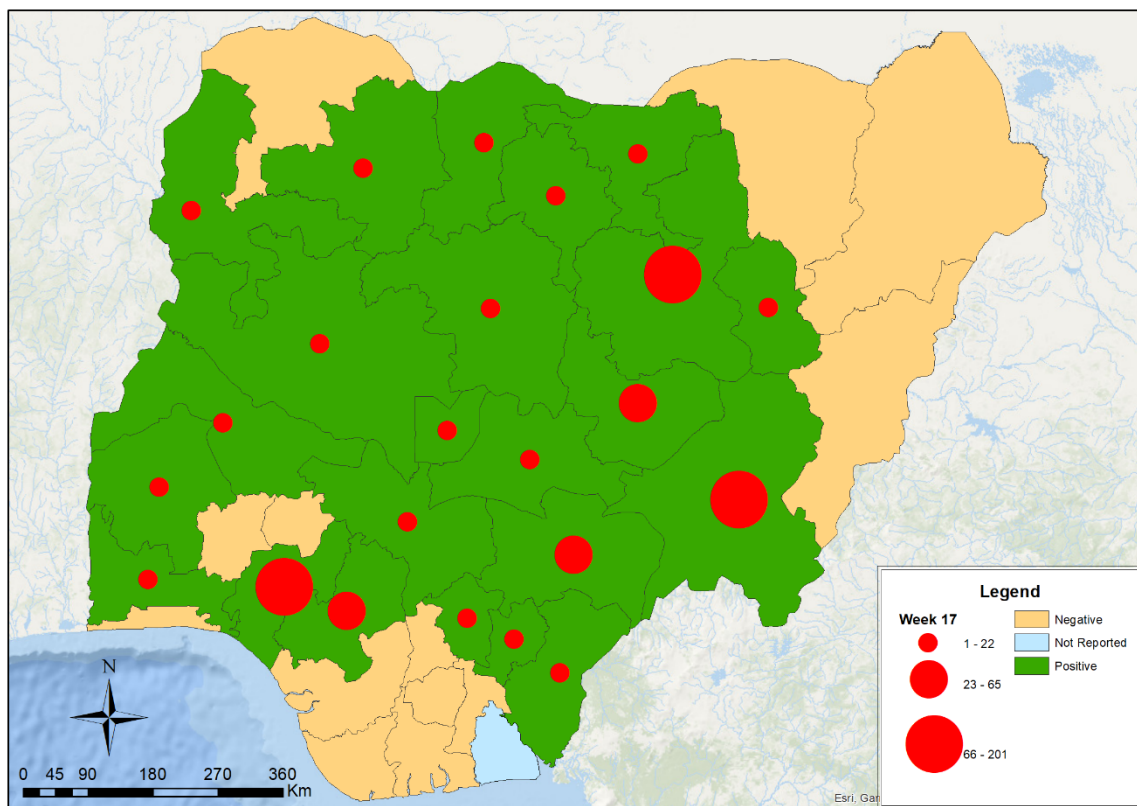 Legend
Week 17
1 - 22
23 - 65
66 - 201
Negative
Not Reported
Positive
N
0 45 90 180 270 360
Km
Esri, Gar